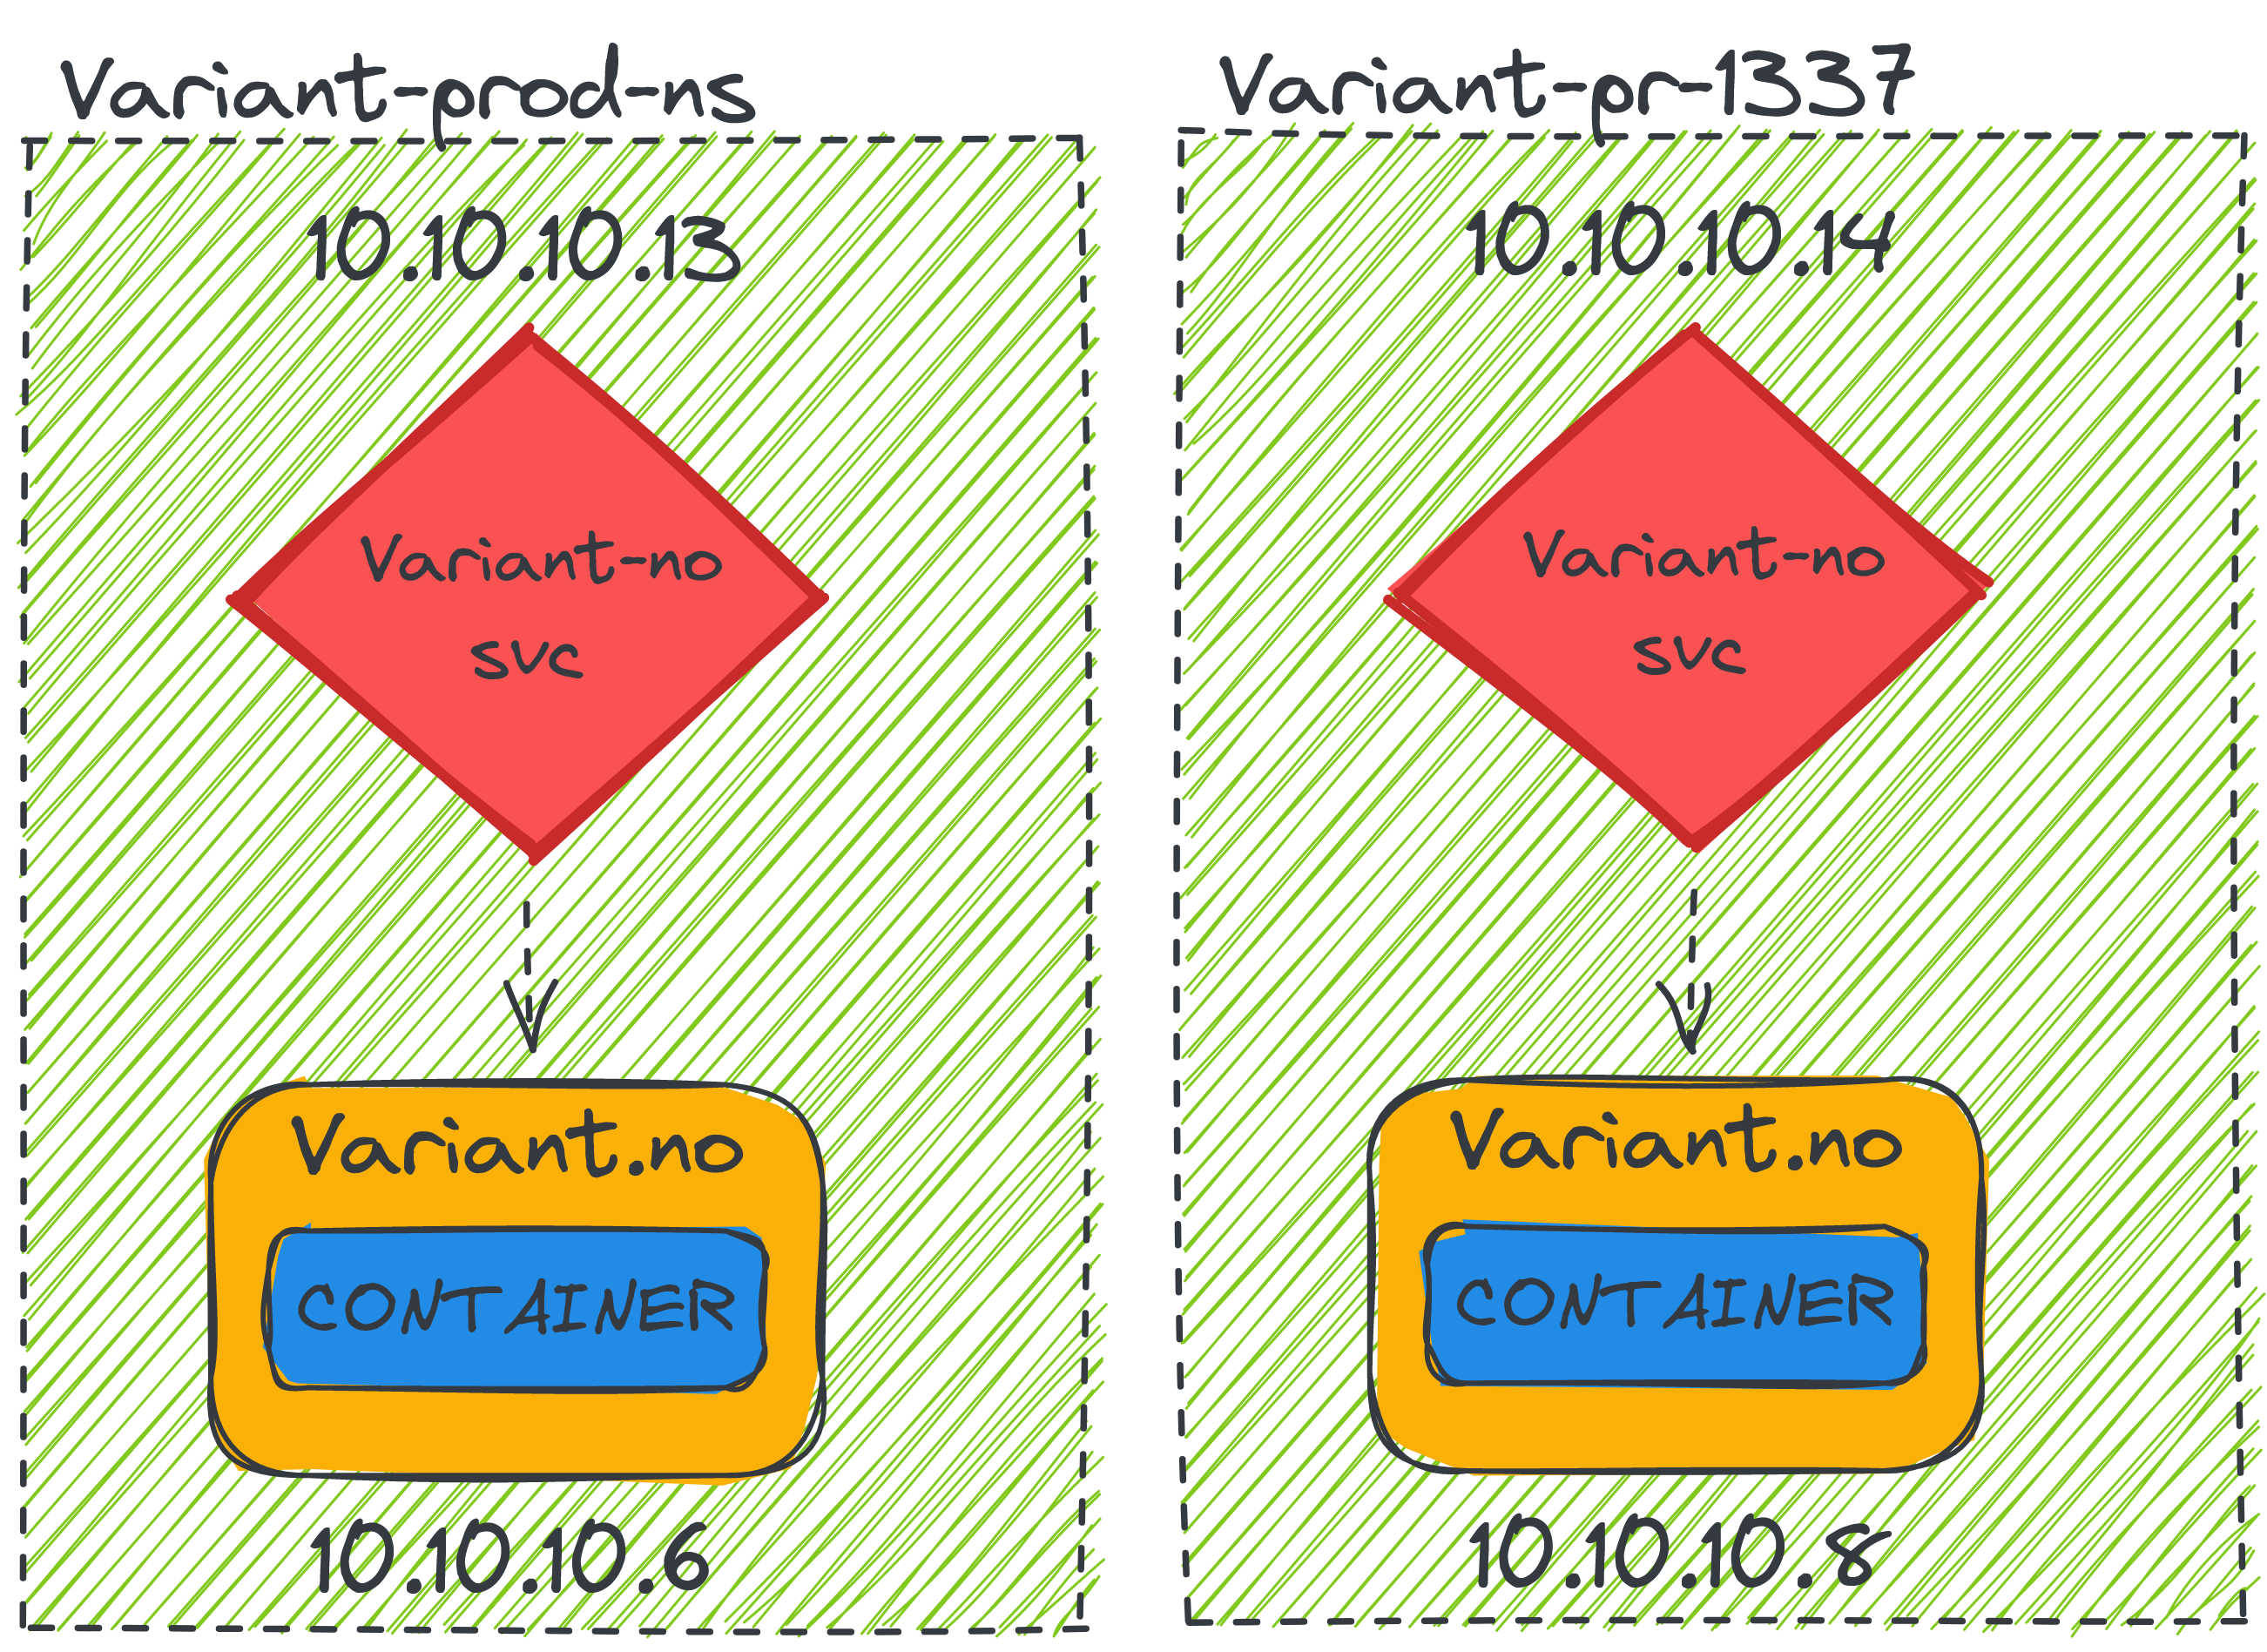 Variant-prod-ns
10.10.10.13
Variant-no
svc
Variant.no
CONTAINER
10.10.10.6
Variant-pr-1337
10.10.10.14
Variant-no
svc
Variant.no
CONTAINER
10.10.10.8